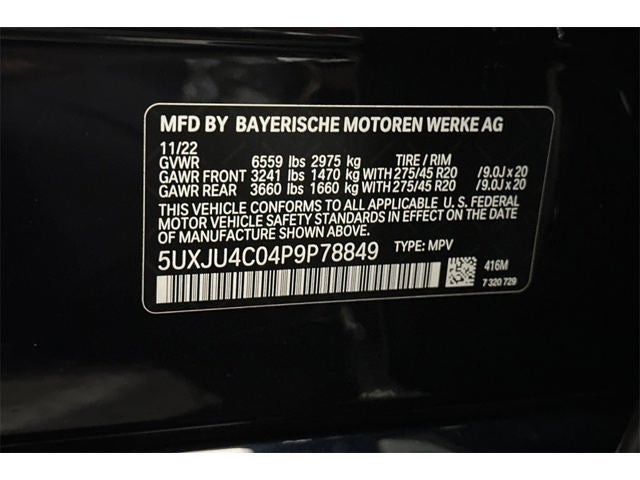 MFD BY BAYERISCHE MOTOREN WERKE AG
11/22
GVWR 6559 lbs 2975 kg TIRE / RIM
GAWR FRONT 3241 lbs 1470 kg WITH 275/45 R20 /9.0J x 20
GAWR REAR 3660 lbs 1660 kg WITH 275/45 R20 /9.0J x 20
THIS VEHICLE CONFORMS TO ALL APPLICABLE U. S. FEDERAL
MOTOR VEHICLE SAFETY STANDARDS IN EFFECT ON THE DATE
OF MANUFACTURE SHOWN ABOVE.
5UXJU4C04P9P78849 TYPE: MPV
416M
7 320 729